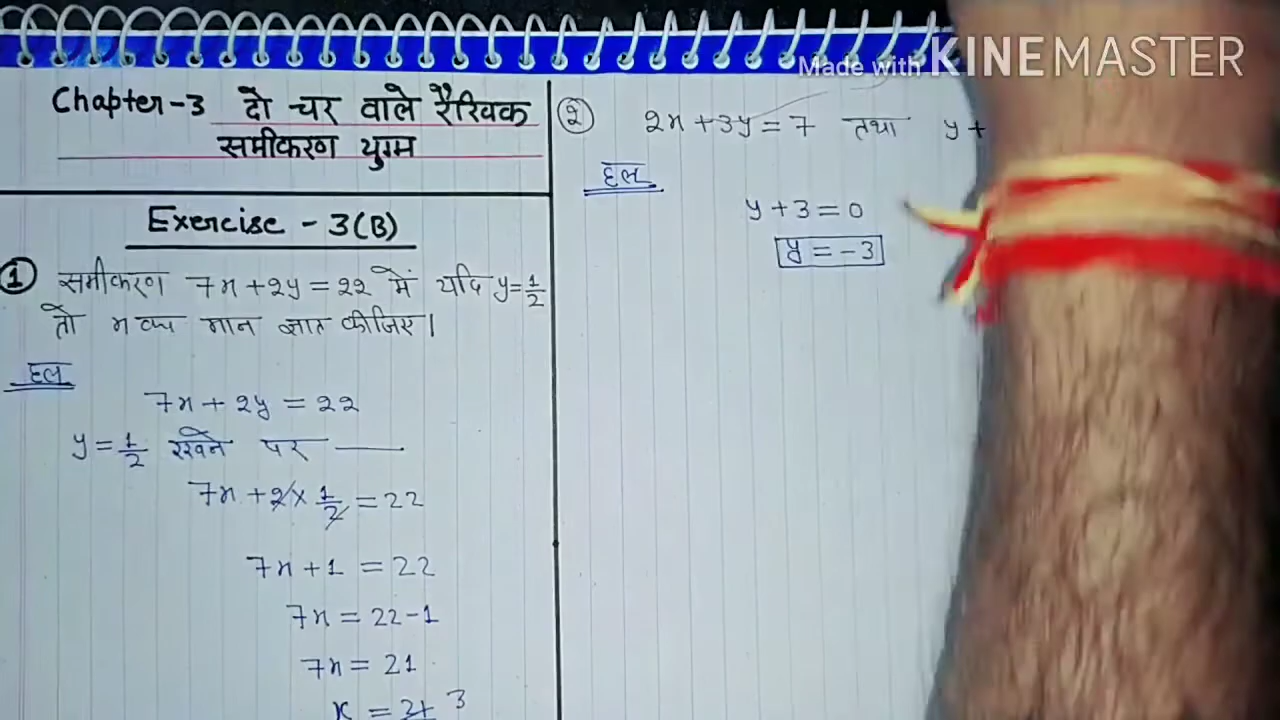 Made with KINEMASTER
Chapter-3 दो चर वाले रैखिक
समीकरण युग्म
Exercise - 3(B)
① समीकरण 7x+2y=22 में यदि y=1/2
तो x का मान ज्ञात कीजिए।
हल
7x + 2y = 22
y = 1/2 रखने पर —
7x + 2 × 1/2 = 22
7x + 1 = 22
7x = 22-1
7x = 21
x = 21 3
② 2x+3y=7 तथा y+
हल
y + 3 = 0
y = -3